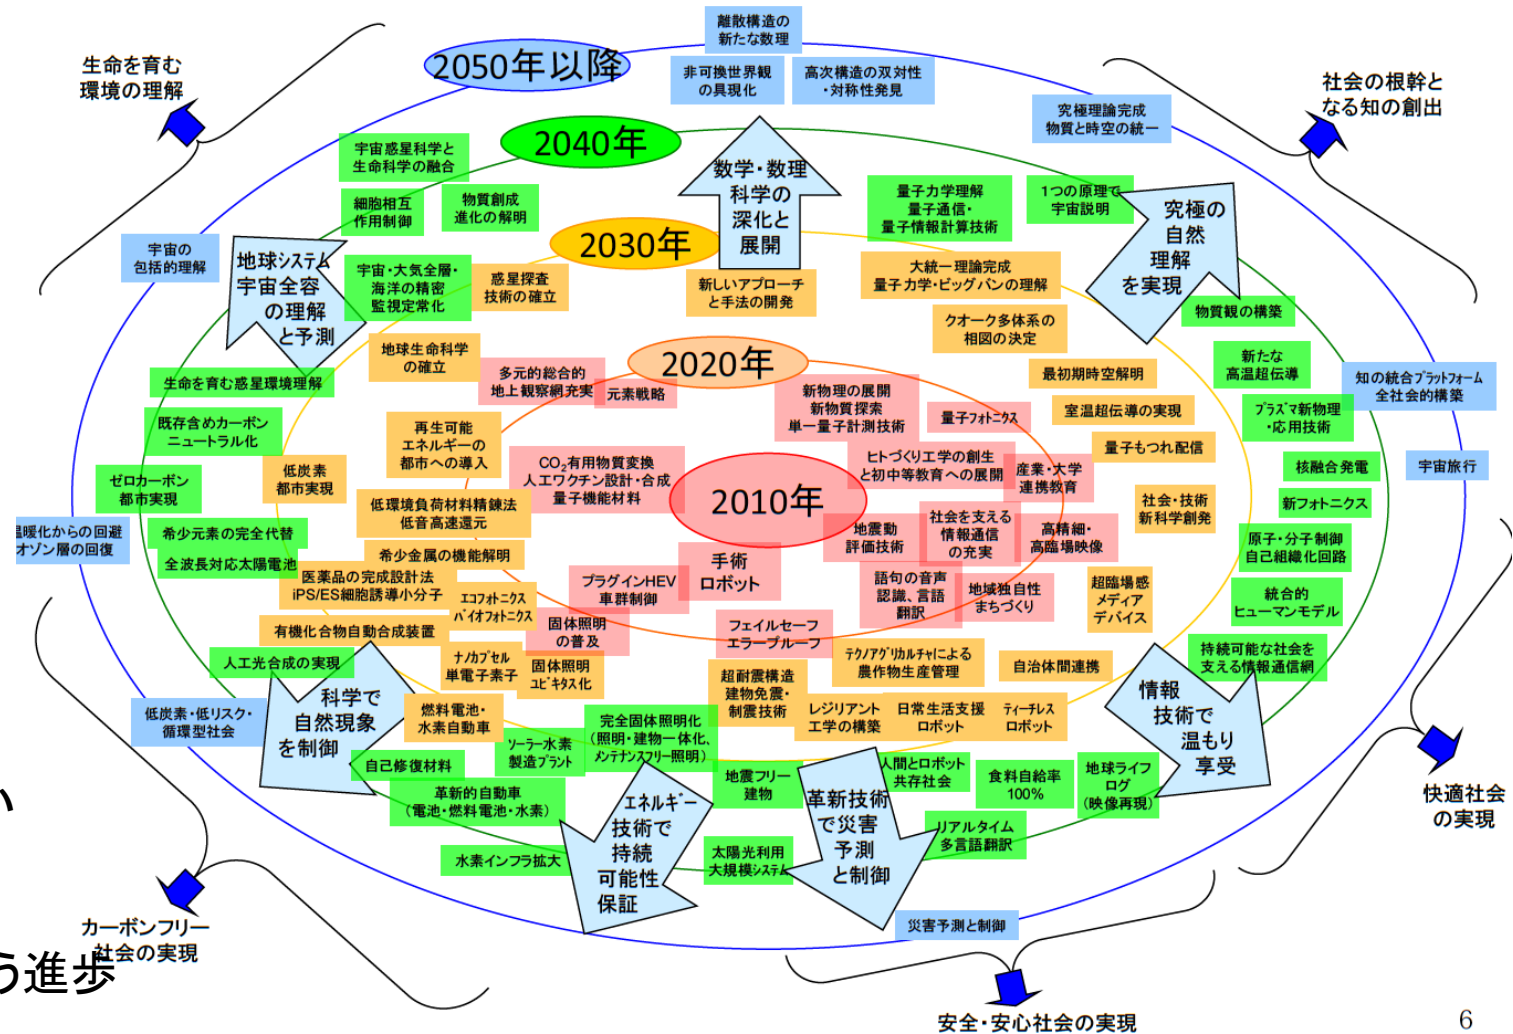 離散構造の
新たな数理
2050年以降
非可換世界観
の具現化
高次構造の双対性
・対称性発見
生命を育む
環境の理解
社会の根幹と
なる知の創出
究極理論完成
物質と時空の統一
2040年
宇宙惑星科学と
生命科学の融合
数学・数理
科学の
深化と
展開
細胞相互
作用制御
物質創成
進化の解明
量子力学理解
量子通信・
量子情報計算技術
1つの原理で
宇宙説明
究極の
自然
理解
を実現
宇宙の
包括的理解
2030年
地球システム
宇宙全容
の理解
と予測
宇宙・大気全層・
海洋の精密
監視定常化
惑星探査
技術の確立
新しいアプローチ
と手法の開発
大統一理論完成
量子力学・ビッグバンの理解
物質観の構築
クオーク多体系の
相図の決定
地球生命科学
の確立
2020年
新たな
高温超伝導
生命を育む惑星環境理解
多元的総合的
地上観察網充実
元素戦略
新物理の展開
新物質探索
単一量子計測技術
最初期時空解明
知の統合プラットフォーム
全社会的構築
量子フォトニクス
室温超伝導の実現
プラズマ新物理
・応用技術
既存含めカーボン
ニュートラル化
再生可能
エネルギーの
都市への導入
量子もつれ配信
低炭素
都市実現
CO2有用物質変換
人工ワクチン設計・合成
量子機能材料
ヒトづくり工学の創生
と初中等教育への展開
産業・大学
連携教育
核融合発電
宇宙旅行
ゼロカーボン
都市実現
2010年
低環境負荷材料精錬法
低音高速還元
社会・技術
新科学創発
新フォトニクス
温暖化からの回避
オゾン層の回復
希少元素の完全代替
地震動
評価技術
社会を支える
情報通信
の充実
高精細・
高臨場映像
原子・分子制御
自己組織化回路
全波長対応太陽電池
希少金属の機能解明
医薬品の完成設計法
iPS/ES細胞誘導小分子
手術
ロボット
プラグインHEV
車群制御
語句の音声
認識、言語
翻訳
地域独自性
まちづくり
超臨場感
メディア
デバイス
統合的
ヒューマンモデル
エコフォトニクス
バイオフォトニクス
有機化合物自動合成装置
固体照明
の普及
フェイルセーフ
エラープルーフ
人工光合成の実現
ナノカプセル
単電子素子
固体照明
ユビキタス化
テクノアグリカルチャによる
農作物生産管理
自治体間連携
持続可能な社会を
支える情報通信網
超耐震構造
建物免震・
制震技術
科学で
自然現象
を制御
情報
技術で
温もり
享受
低炭素・低リスク・
循環型社会
燃料電池・
水素自動車
完全固体照明化
(照明・建物一体化、
メンテナンスフリー照明)
レジリアント
工学の構築
日常生活支援
ロボット
ティーチレス
ロボット
ソーラー水素
製造プラント
自己修復材料
地震フリー
建物
人間とロボット
共存社会
食料自給率
100%
地球ライフ
ログ
(映像再現)
革新的自動車
(電池・燃料電池・水素)
エネルギー
技術で
持続
可能性
保証
革新技術
で災害
予測
と制御
快適社会
の実現
い
リアルタイム
多言語翻訳
水素インフラ拡大
太陽光利用
大規模システム
カーボンフリー
社会の実現
災害予測と制御
う進歩
安全・安心社会の実現
6